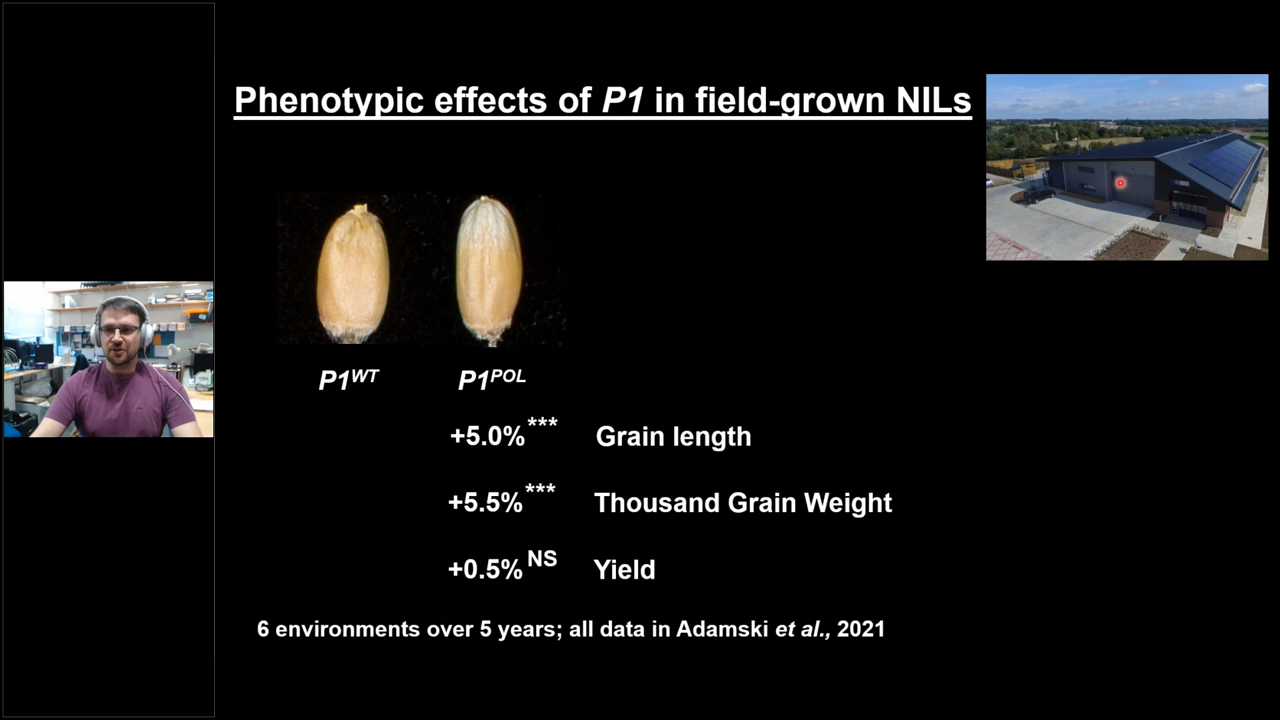 Phenotypic effects of P1 in field-grown NILs
P1WT P1POL
+5.0%*** Grain length
+5.5%*** Thousand Grain Weight
+0.5%NS Yield
6 environments over 5 years; all data in Adamski et al., 2021